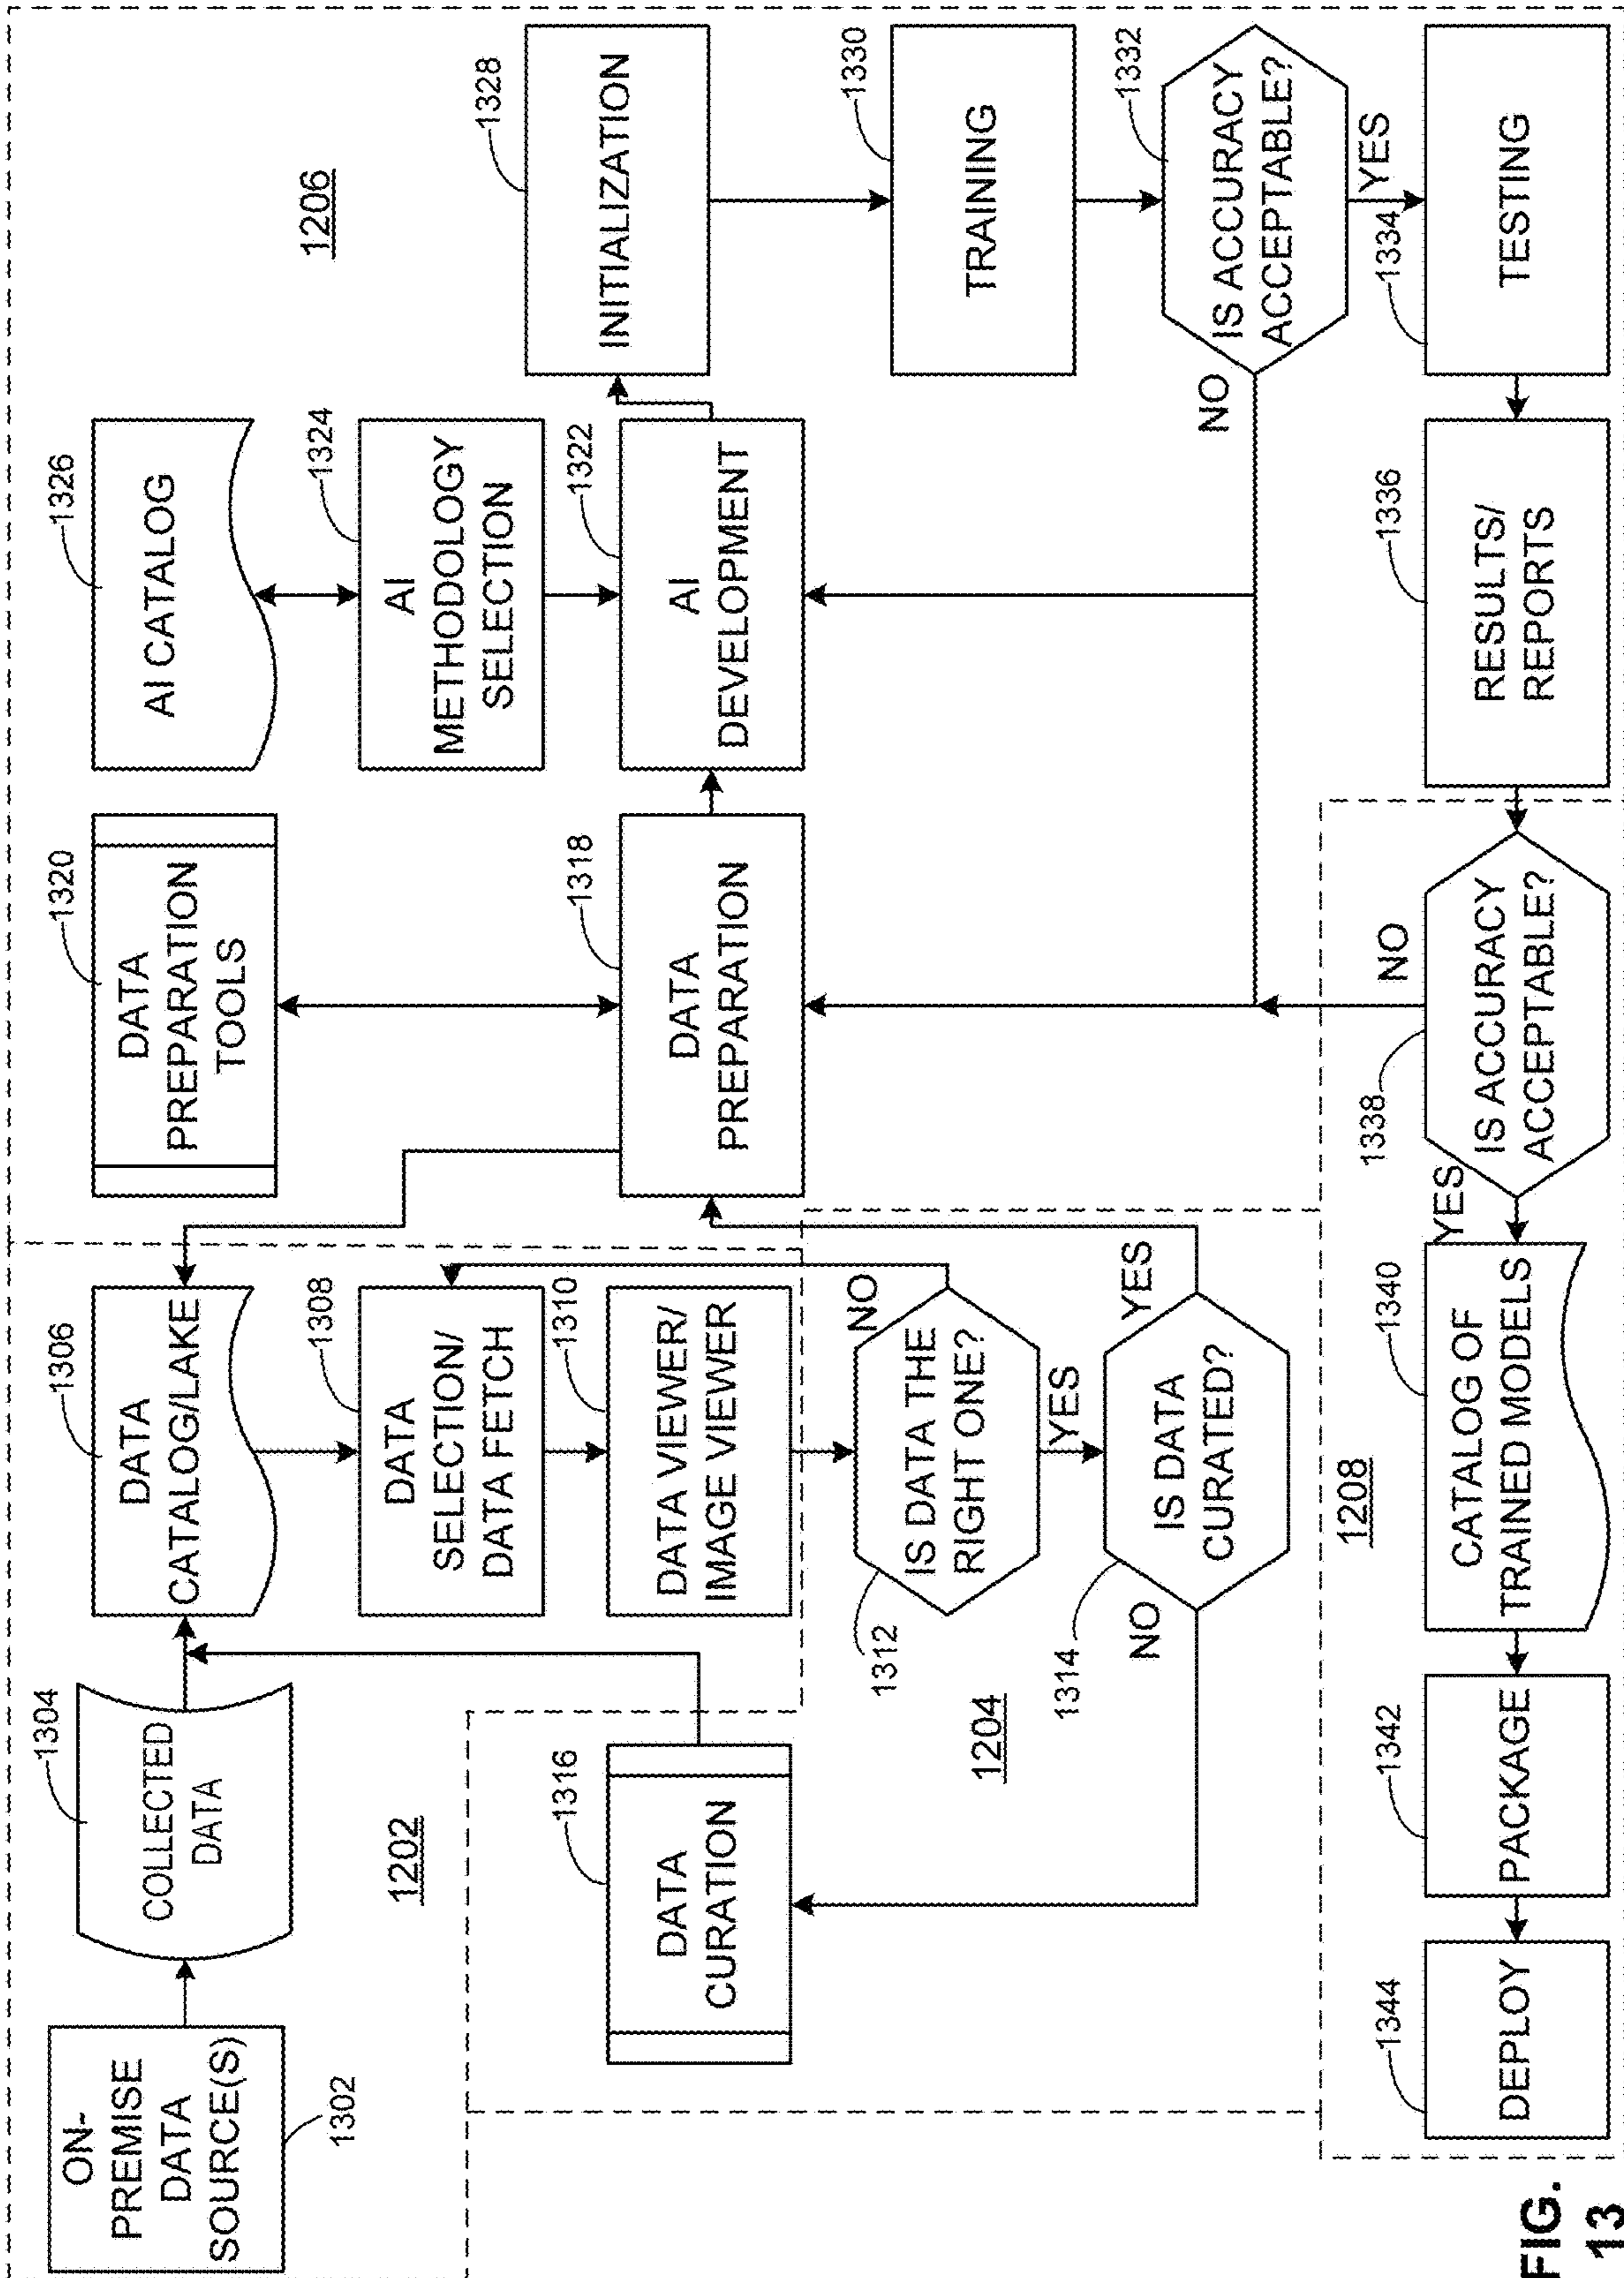 ON-
PREMISE
DATA
SOURCE(S)
1302
COLLECTED
DATA
1304
1202
DATA
CATALOG/LAKE
1306
DATA
SELECTION/
DATA FETCH
1308
DATA VIEWER/
IMAGE VIEWER
1310
IS DATA THE
RIGHT ONE?
1312
NO
YES
IS DATA
CURATED?
1314
NO
YES
DATA
CURATION
1316
1204
DATA
PREPARATION
TOOLS
1320
DATA
PREPARATION
1318
AI CATALOG
1326
AI
METHODOLOGY
SELECTION
1324
AI
DEVELOPMENT
1322
1206
INITIALIZATION
1328
TRAINING
1330
IS ACCURACY
ACCEPTABLE?
1332
NO
YES
TESTING
1334
RESULTS/
REPORTS
1336
IS ACCURACY
ACCEPTABLE?
1338
NO
YES
CATALOG OF
TRAINED MODELS
1340
1208
PACKAGE
1342
DEPLOY
1344
FIG.
13